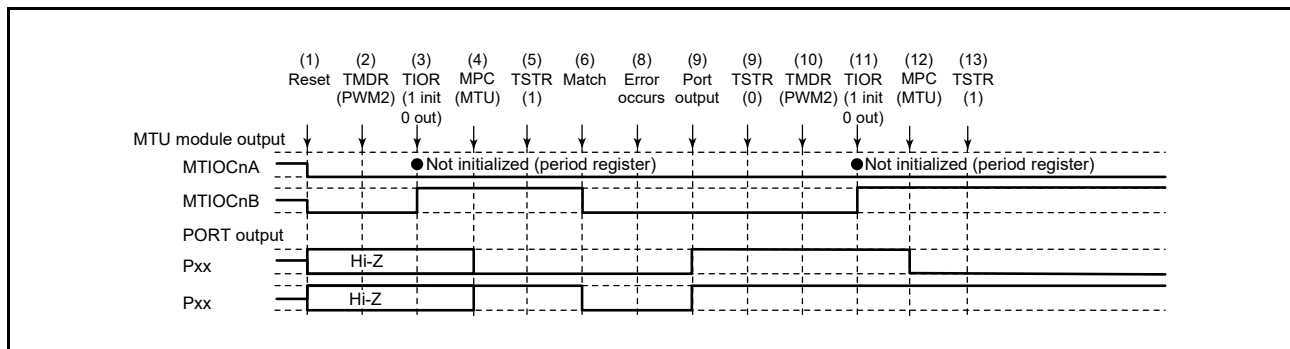 (1) (2) (3) (4) (5) (6) (8) (9) (9) (10) (11) (12) (13)
Reset TMDR TIOR MPC TSTR Match Error Port TSTR TMDR TIOR MPC TSTR
(PWM2) (1 init (MTU) (1) occurs output (0) (PWM2) (1 init (MTU) (1)
0 out) 0 out)
MTU module output
MTIOCnA Not initialized (period register) Not initialized (period register)
MTIOCnB
PORT output
Pxx Hi-Z
Pxx Hi-Z